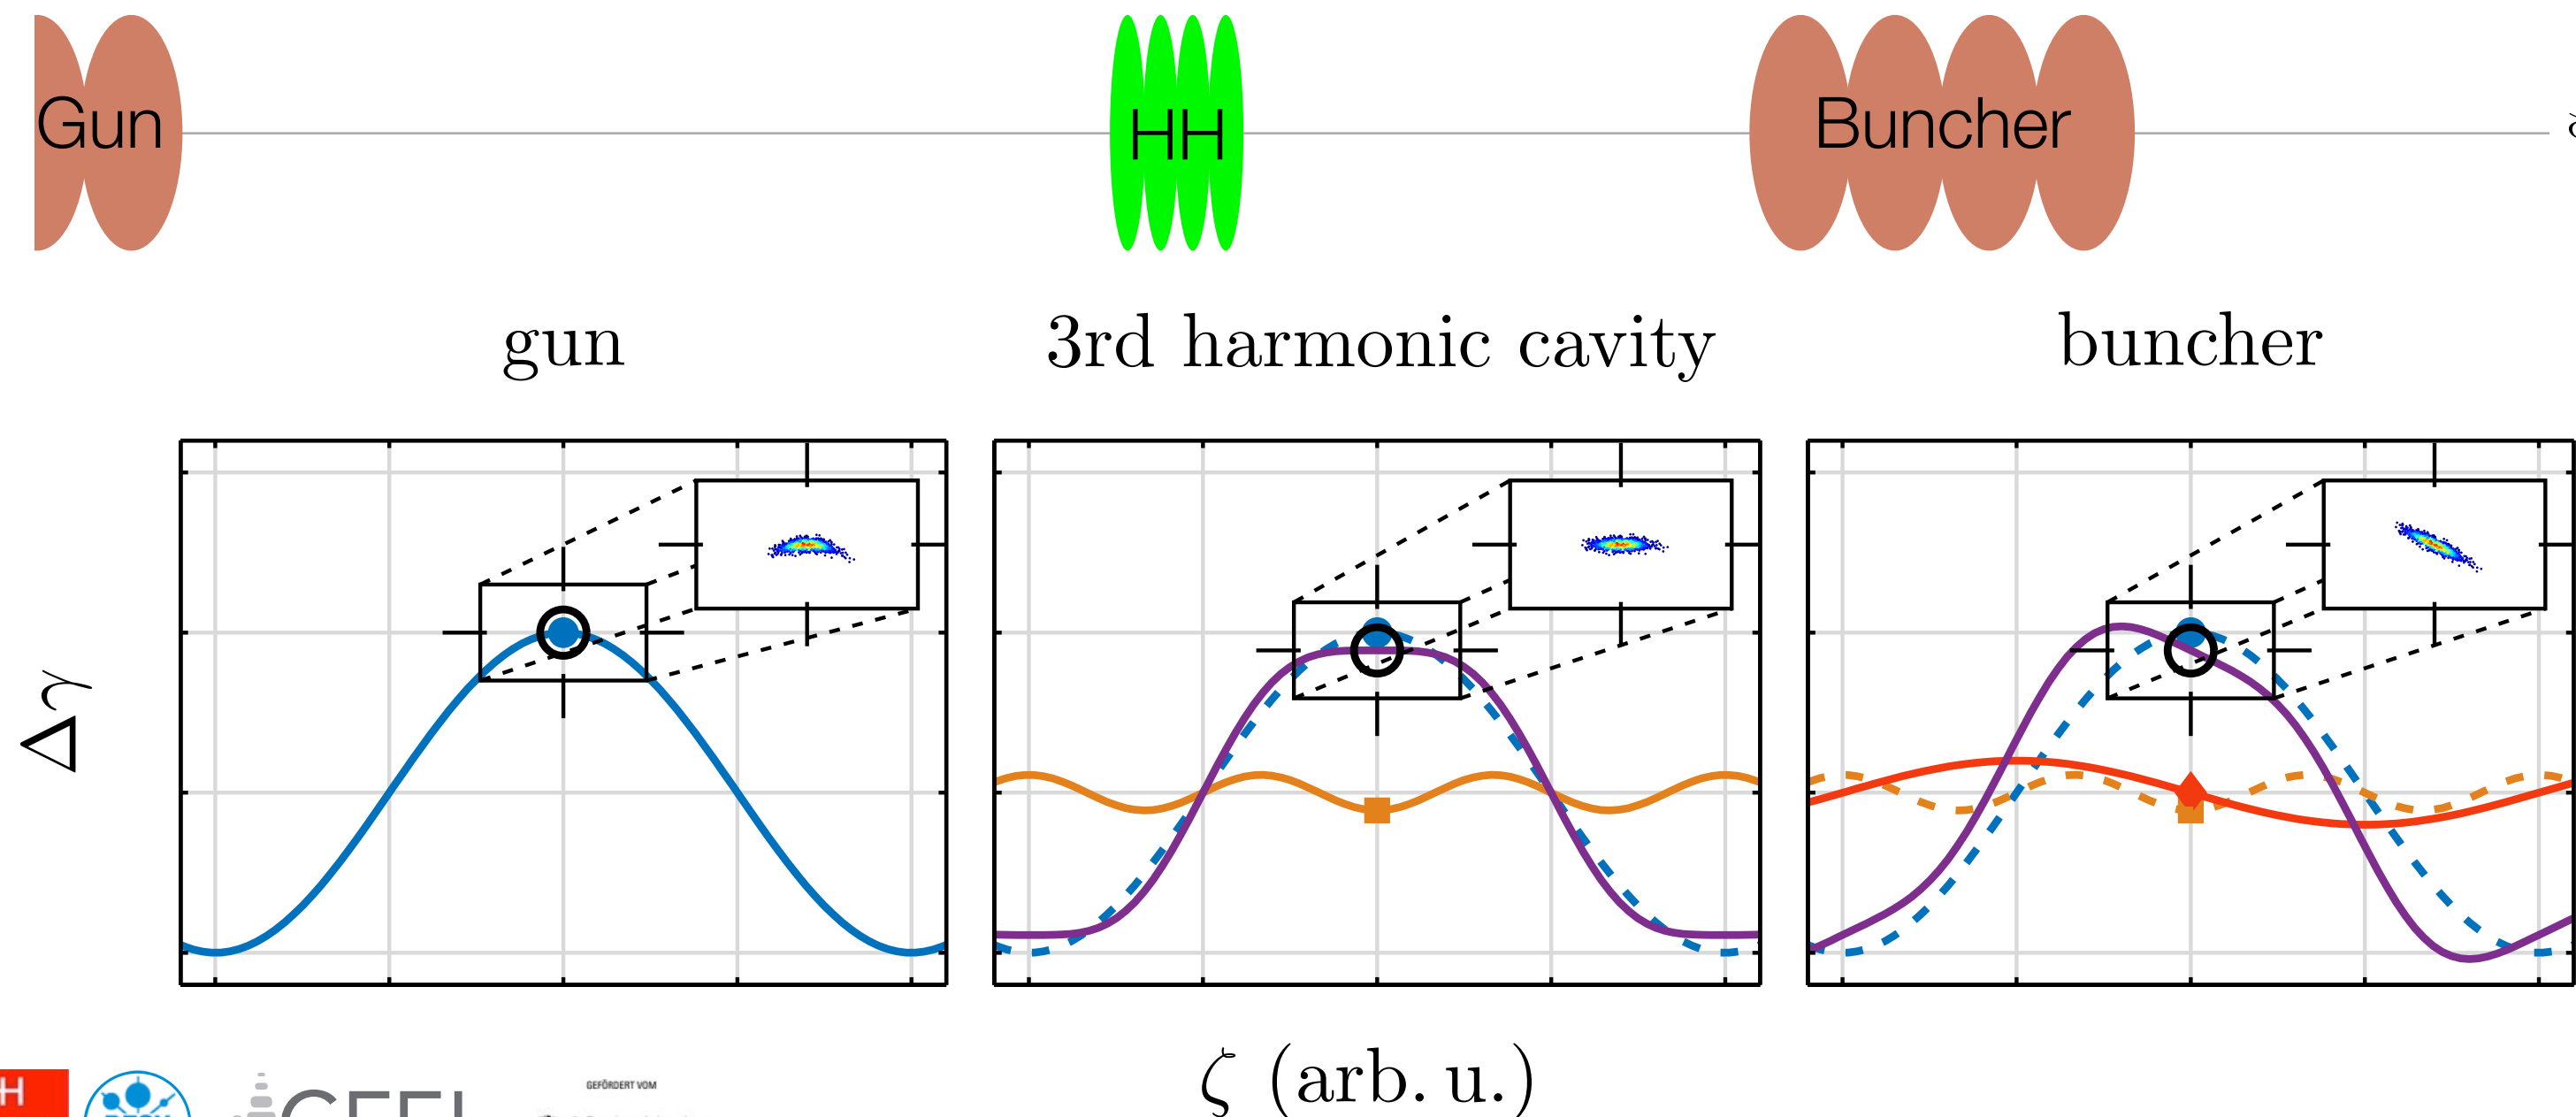 Gun
HH
Buncher
gun
3rd harmonic cavity
buncher
Δγ
ζ (arb. u.)
H
GEFÖRDERT VOM